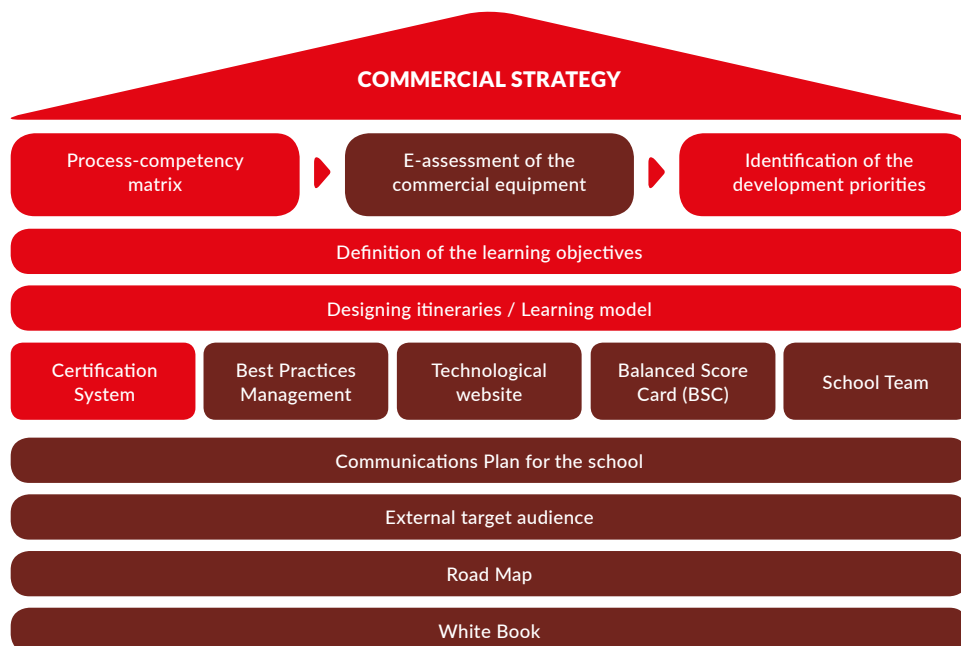 COMMERCIAL STRATEGY
Process-competency
matrix
E-assessment of the
commercial equipment
Identification of the
development priorities
Definition of the learning objectives
Designing itineraries / Learning model
Certification
System
Best Practices
Management
Technological
website
Balanced Score
Card (BSC)
School Team
Communications Plan for the school
External target audience
Road Map
White Book